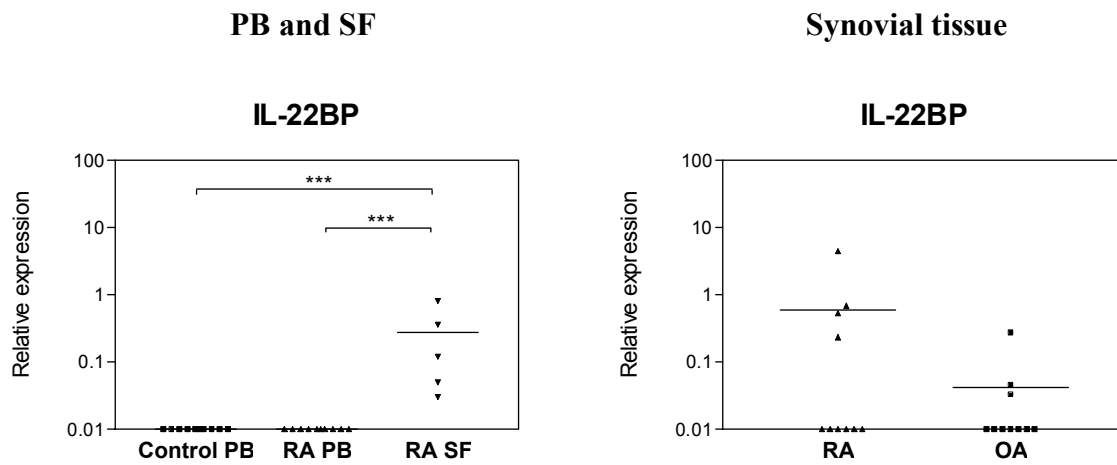 PB and SF
IL-22BP
Relative expression
100
10
1
0.1
0.01
***
***
Control PB RA PB RA SF
Synovial tissue
IL-22BP
Relative expression
100
10
1
0.1
0.01
RA OA